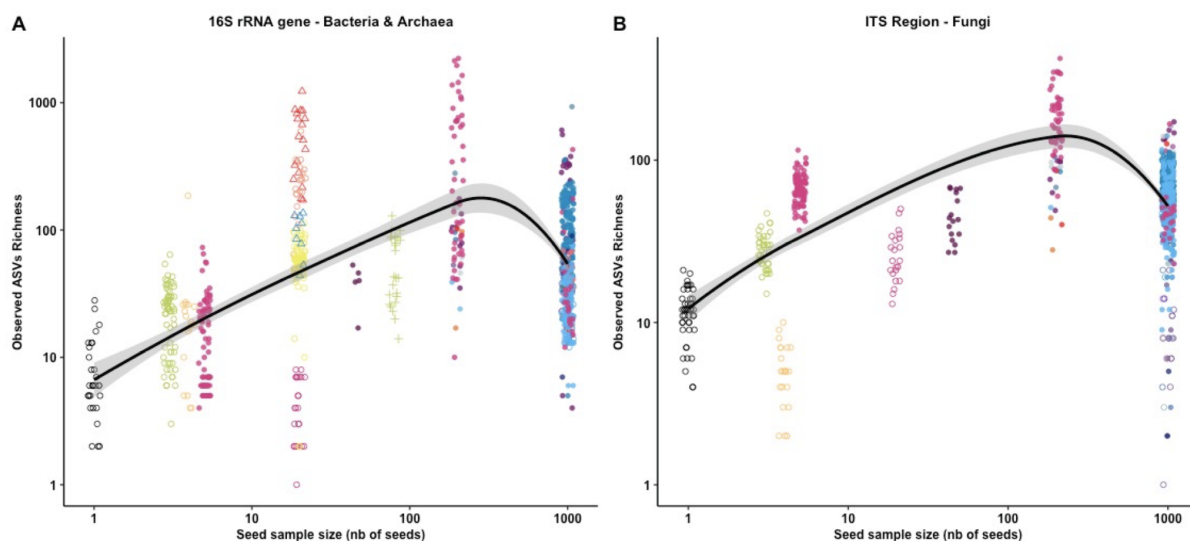 A
16S rRNA gene - Bacteria & Archaea
Observed ASVs Richness
1000
100
10
1
1
10
100
1000
Seed sample size (nb of seeds)
B
ITS Region - Fungi
Observed ASVs Richness
100
10
1
1
10
100
1000
Seed sample size (nb of seeds)